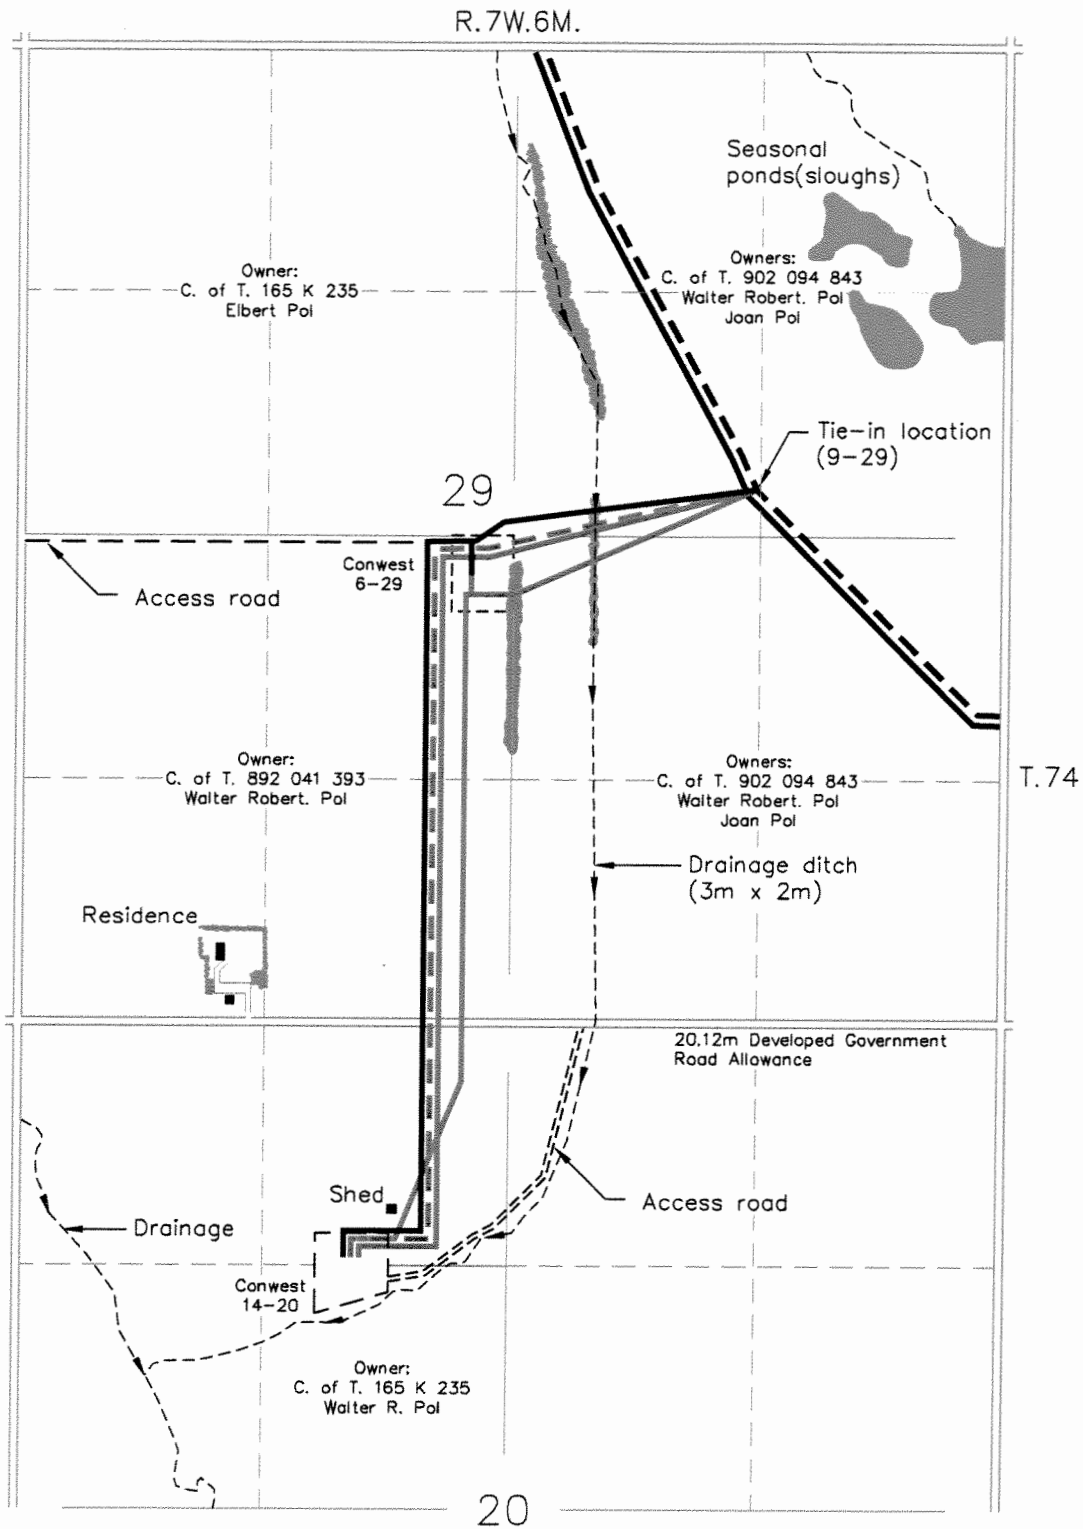 R.7W.6M.
Seasonal
ponds(sloughs)
Owner:
C. of T. 165 K 235
Elbert Pol
Owners:
C. of T. 902 094 843
Walter Robert. Pol
Joan Pol
Tie-in location
(9-29)
29
Conwest
6-29
Access road
Owner:
C. of T. 892 041 393
Walter Robert. Pol
Owners:
C. of T. 902 094 843
Walter Robert. Pol
Joan Pol
T.74
Drainage ditch
(3m x 2m)
Residence
20.12m Developed Government
Road Allowance
Shed
Access road
Drainage
Conwest
14-20
Owner:
C. of T. 165 K 235
Walter R. Pol
20